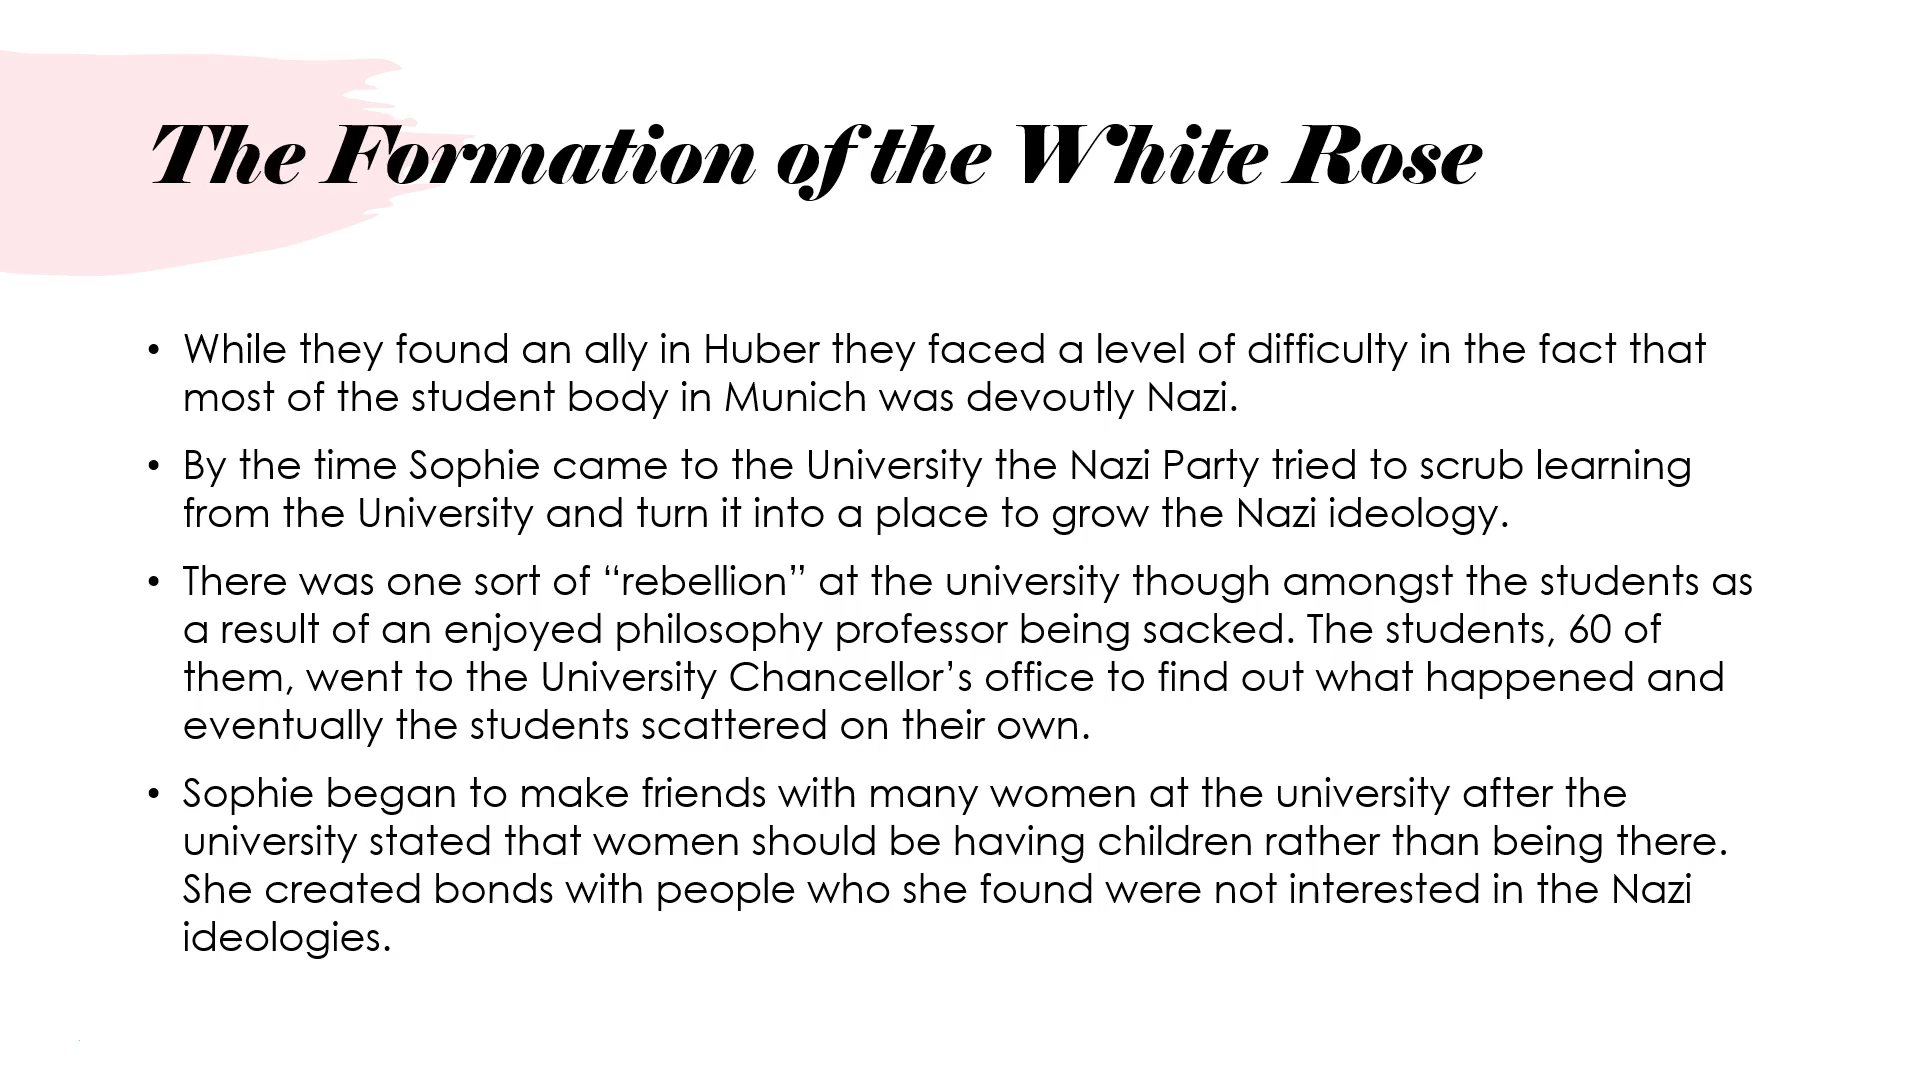 The Formation of the White Rose
• While they found an ally in Huber they faced a level of difficulty in the fact that
most of the student body in Munich was devoutly Nazi.
• By the time Sophie came to the University the Nazi Party tried to scrub learning
from the University and turn it into a place to grow the Nazi ideology.
• There was one sort of “rebellion” at the university though amongst the students as
a result of an enjoyed philosophy professor being sacked. The students, 60 of
them, went to the University Chancellor’s office to find out what happened and
eventually the students scattered on their own.
• Sophie began to make friends with many women at the university after the
university stated that women should be having children rather than being there.
She created bonds with people who she found were not interested in the Nazi
ideologies.